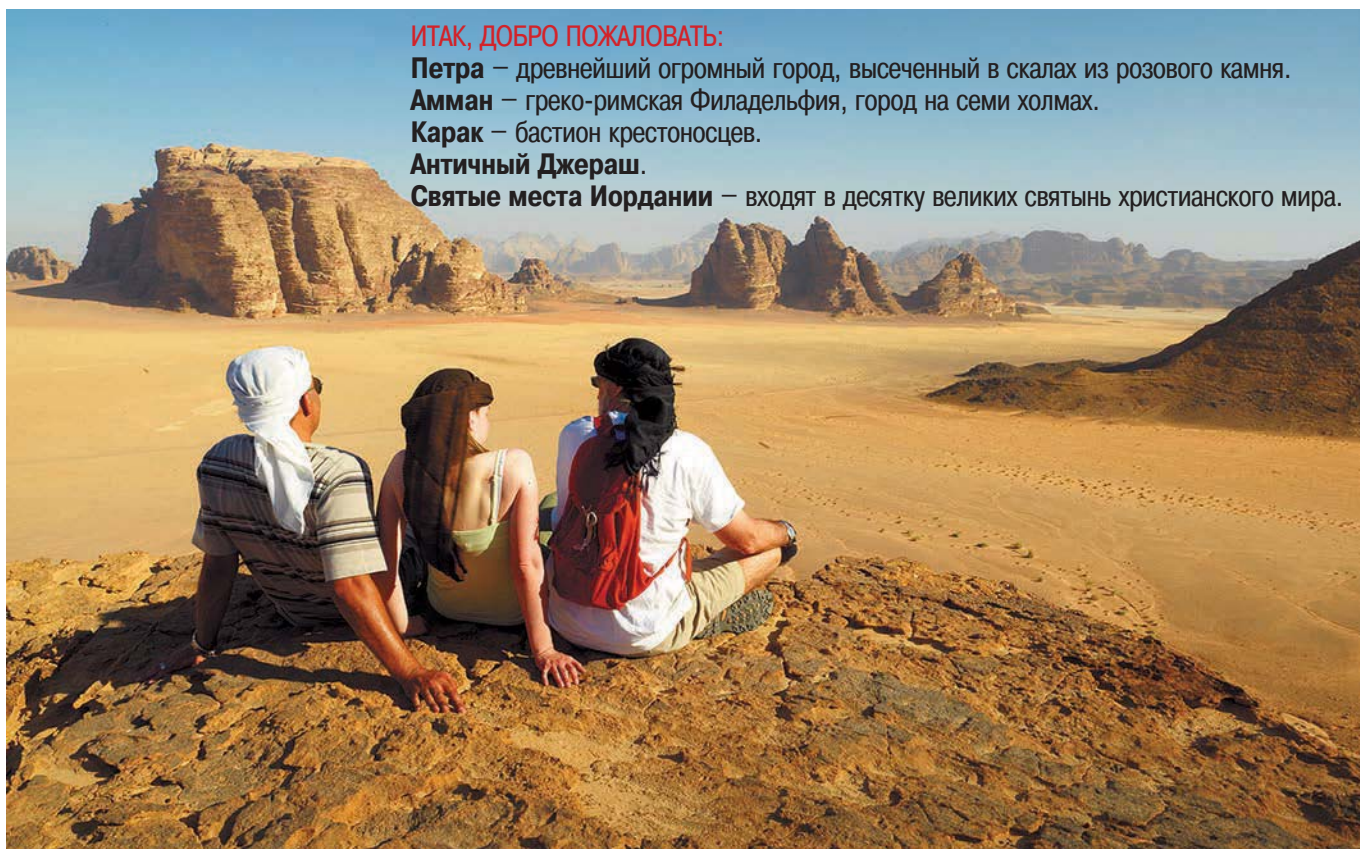 ИТАК, ДОБРО ПОЖАЛОВАТЬ:
Петра – древнейший огромный город, высеченный в скалах из розового камня.
Амман – греко-римская Филадельфия, город на семи холмах.
Карак – бастион крестоносцев.
Античный Джераш.
Святые места Иордании – входят в десятку великих святынь христианского мира.